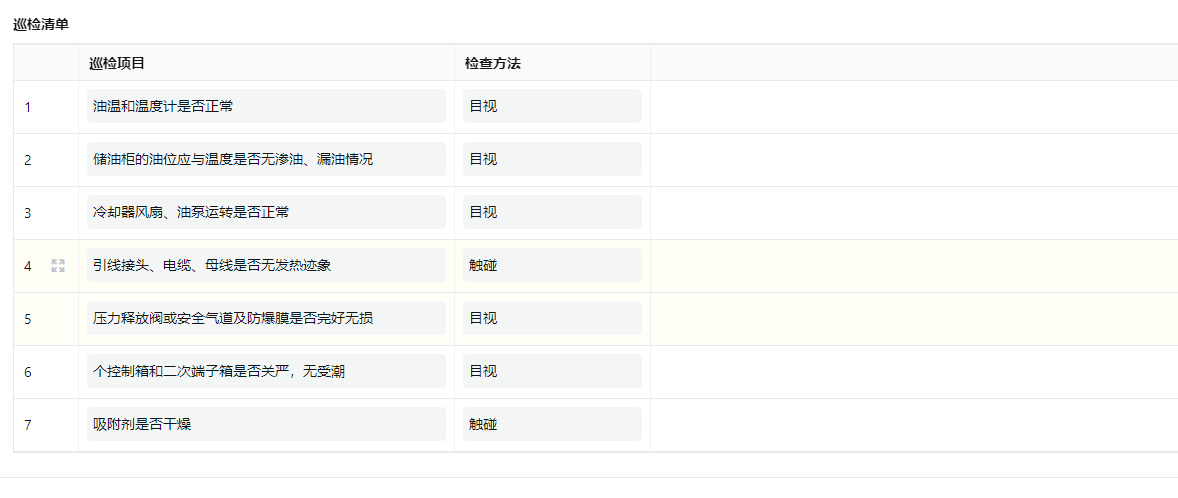 巡检清单
巡检项目 检查方法
1 油温和温度计是否正常 目视
2 储油柜的油位应与温度是否无渗油、漏油情况 目视
3 冷却器风扇、油泵运转是否正常 目视
4 引线接头、电缆、母线是否无发热迹象 触碰
5 压力释放阀或安全气道及防爆膜是否完好无损 目视
6 个控制箱和二次端子箱是否关严，无受潮 目视
7 吸附剂是否干燥 触碰